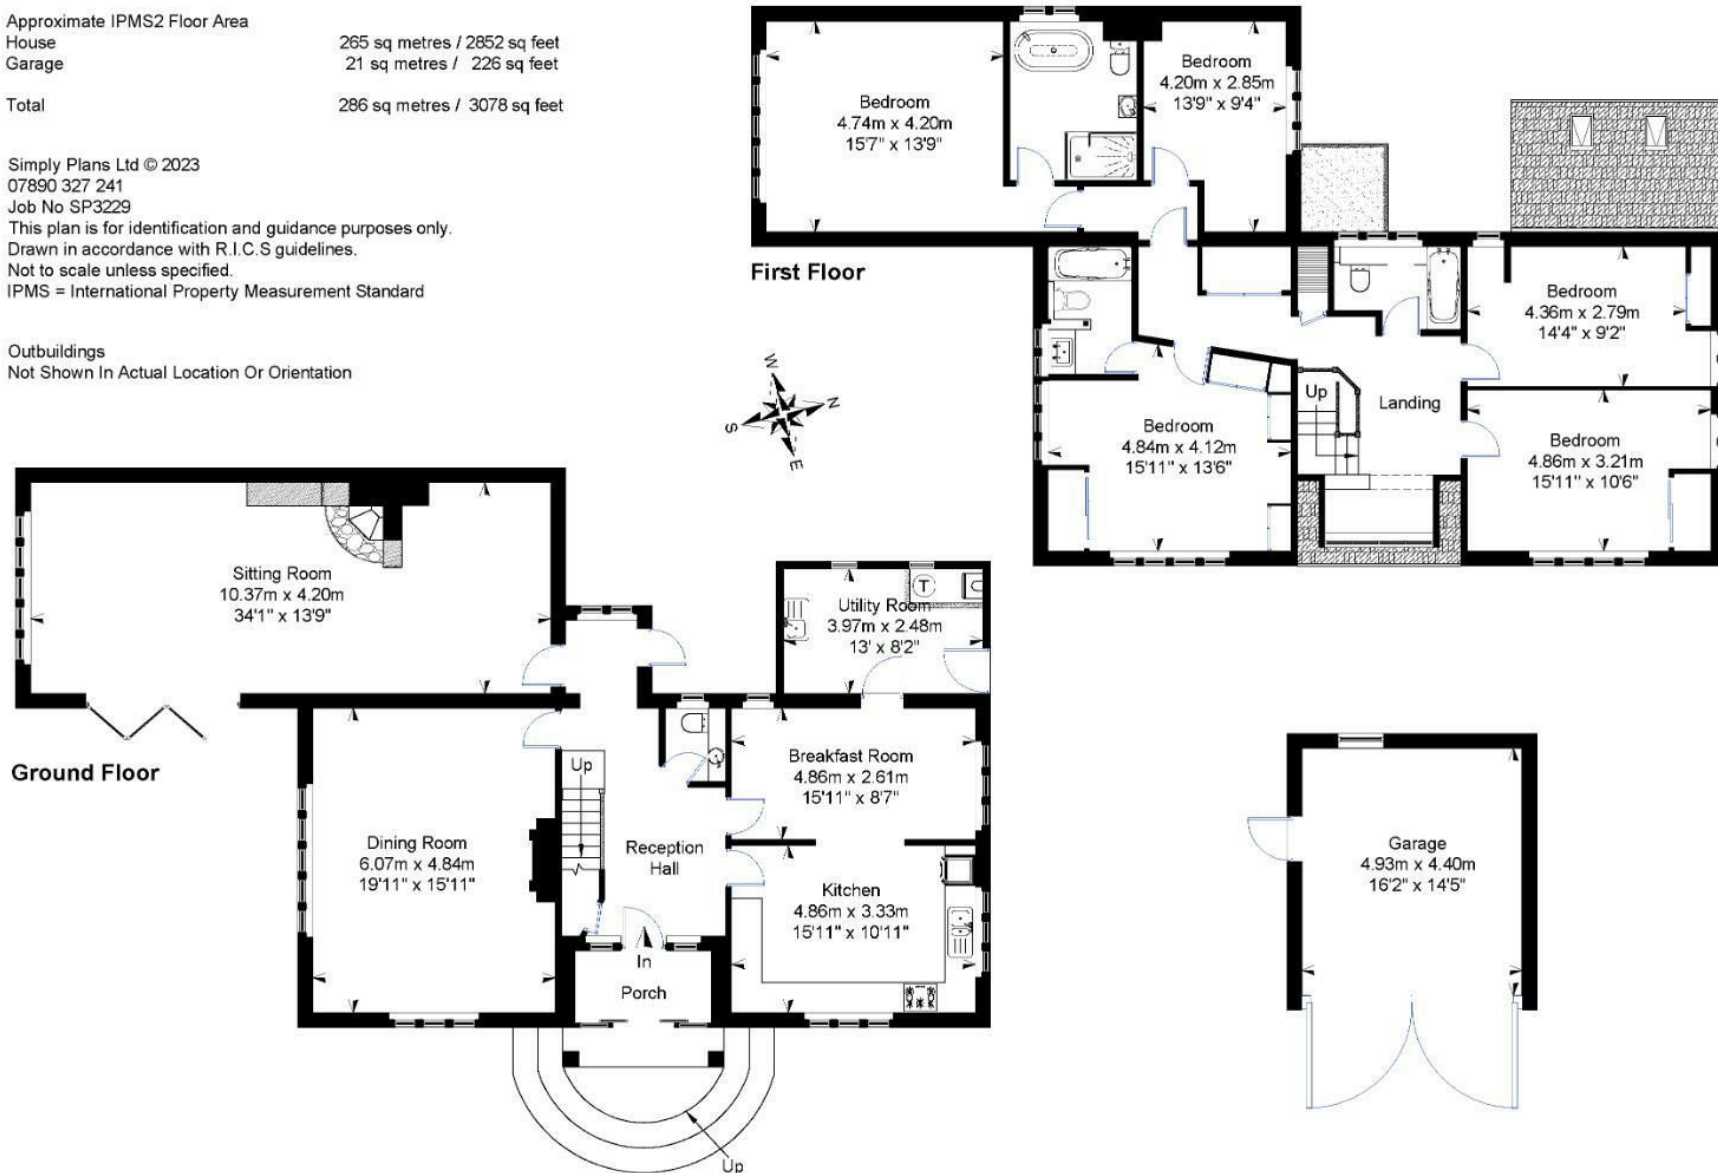 Approximate IPMS2 Floor Area
House 265 sq metres / 2852 sq feet
Garage 21 sq metres / 226 sq feet
Total 286 sq metres / 3078 sq feet
Simply Plans Ltd © 2023
07890 327 241
Job No SP3229
This plan is for identification and guidance purposes only.
Drawn in accordance with R.I.C.S guidelines.
Not to scale unless specified.
IPMS = International Property Measurement Standard
Outbuildings
Not Shown In Actual Location Or Orientation
Bedroom
4.74m x 4.20m
15'7" x 13'9"
Bedroom
4.20m x 2.85m
13'9" x 9'4"
First Floor
Bedroom
4.36m x 2.79m
14'4" x 9'2"
Up
Landing
Bedroom
4.84m x 4.12m
15'11" x 13'6"
Bedroom
4.86m x 3.21m
15'11" x 10'6"
W
N
S
E
Sitting Room
10.37m x 4.20m
34'1" x 13'9"
T
Utility Room
3.97m x 2.48m
13' x 8'2"
Ground Floor
Up
Breakfast Room
4.86m x 2.61m
15'11" x 8'7"
Dining Room
6.07m x 4.84m
19'11" x 15'11"
Reception
Hall
Kitchen
4.86m x 3.33m
15'11" x 10'11"
In
Porch
Up
Garage
4.93m x 4.40m
16'2" x 14'5"